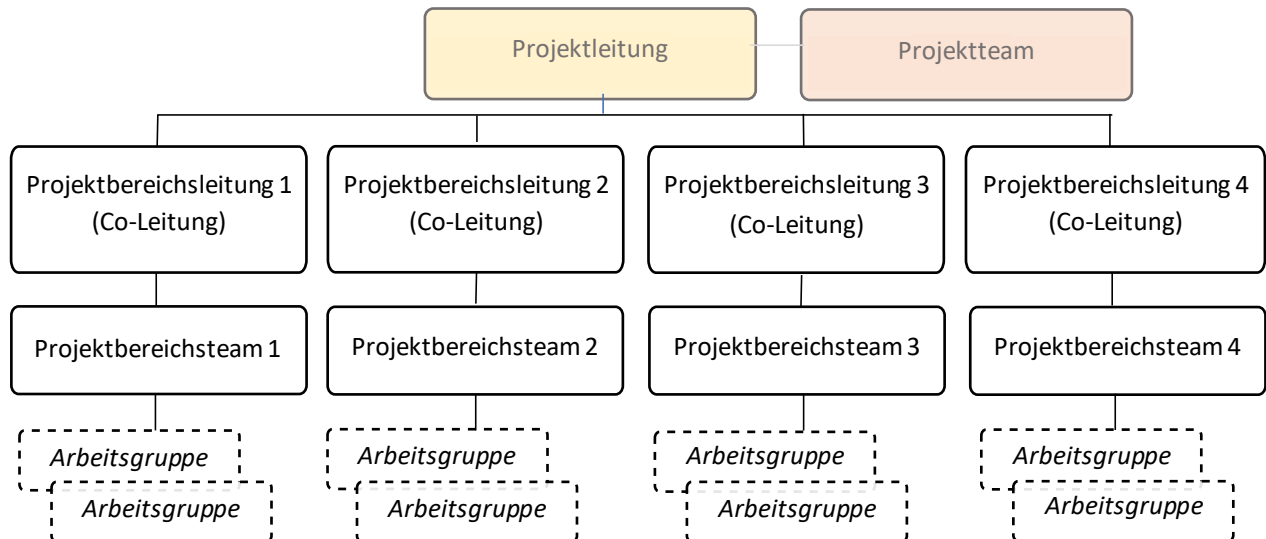 Projektleitung
Projektteam
Projektbereichsleitung 1
(Co-Leitung)
Projektbereichsleitung 2
(Co-Leitung)
Projektbereichsleitung 3
(Co-Leitung)
Projektbereichsleitung 4
(Co-Leitung)
Projektbereichsteam 1
Projektbereichsteam 2
Projektbereichsteam 3
Projektbereichsteam 4
Arbeitsgruppe
Arbeitsgruppe
Arbeitsgruppe
Arbeitsgruppe
Arbeitsgruppe
Arbeitsgruppe
Arbeitsgruppe
Arbeitsgruppe